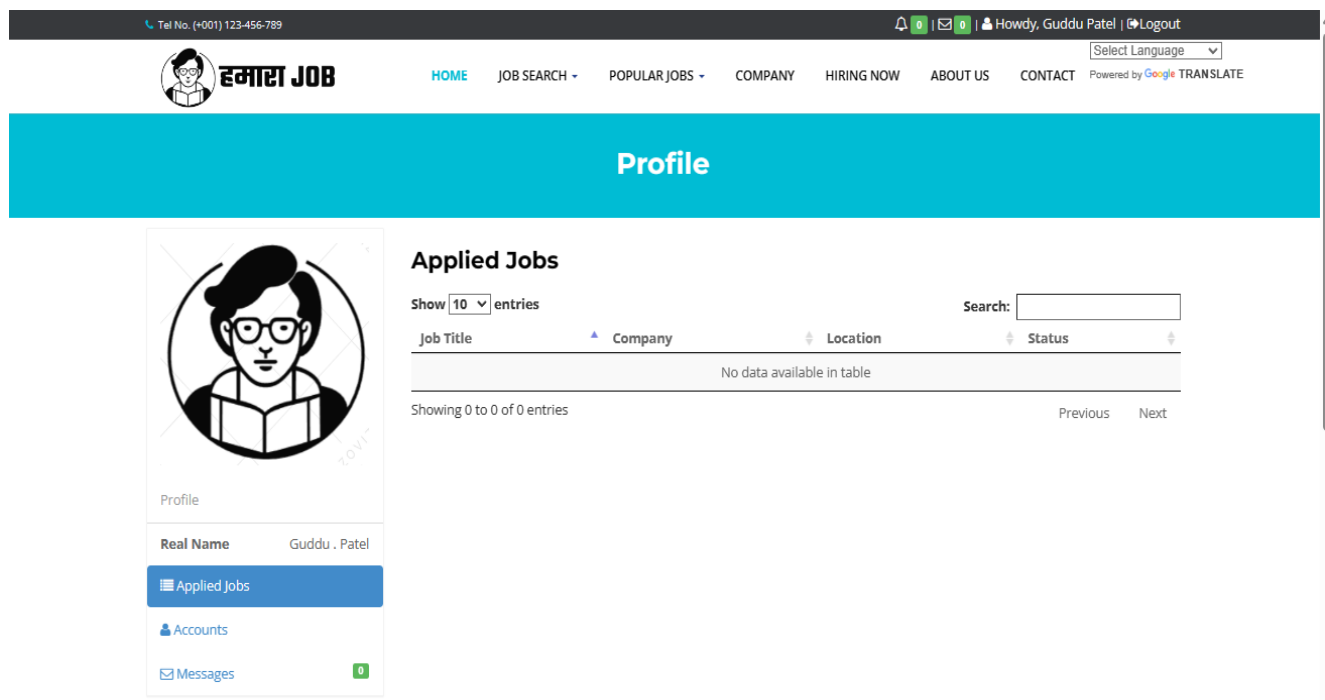 Tel No. (+001) 123-456-789
0 | 0 | Howdy, Guddu Patel | Logout
Select Language
हमारा JOB
HOME JOB SEARCH POPULAR JOBS COMPANY HIRING NOW ABOUT US CONTACT
Powered by Google TRANSLATE
Profile
Applied Jobs
Show 10 entries
Search:
Job Title Company Location Status
No data available in table
Showing 0 to 0 of 0 entries
Previous Next
Profile
Real Name Guddu . Patel
Applied Jobs
Accounts
Messages 0